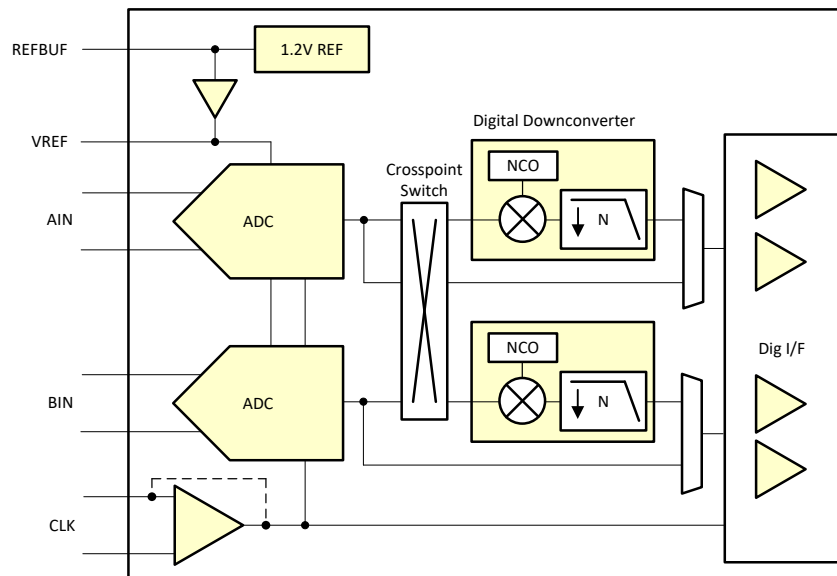 REFBUF
1.2V REF
VREF
Digital Downconverter
Crosspoint
Switch
NCO
AIN
ADC
N
NCO
Dig I/F
BIN
ADC
N
CLK